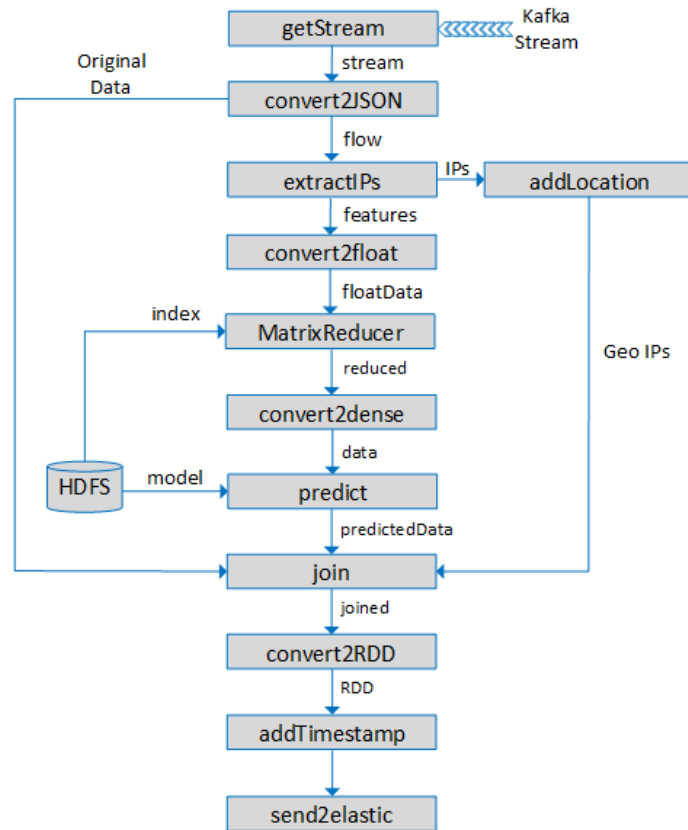 getStream
Kafka
Stream
Original
Data
stream
convert2JSON
flow
extractIPs
IPs
addLocation
features
convert2float
floatData
index
MatrixReducer
Geo IPs
reduced
convert2dense
data
HDFS
model
predict
predictedData
join
joined
convert2RDD
RDD
addTimestamp
send2elastic